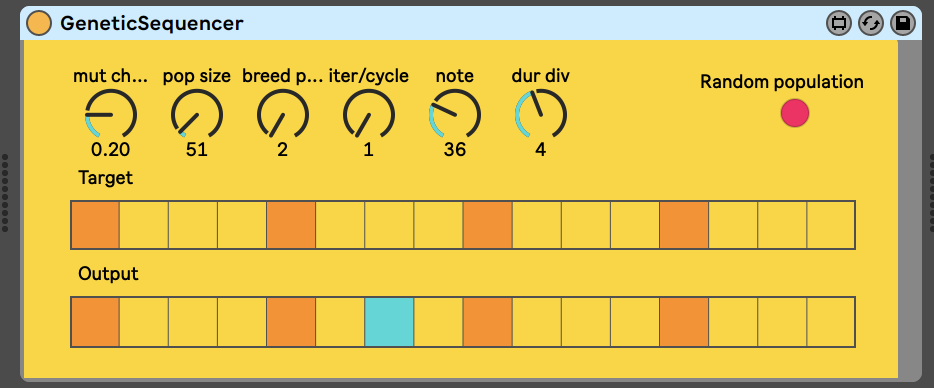 GeneticSequencer
mut ch... pop size breed p... iter/cycle note dur div
Random population
0.20 51 2 1 36 4
Target
Output